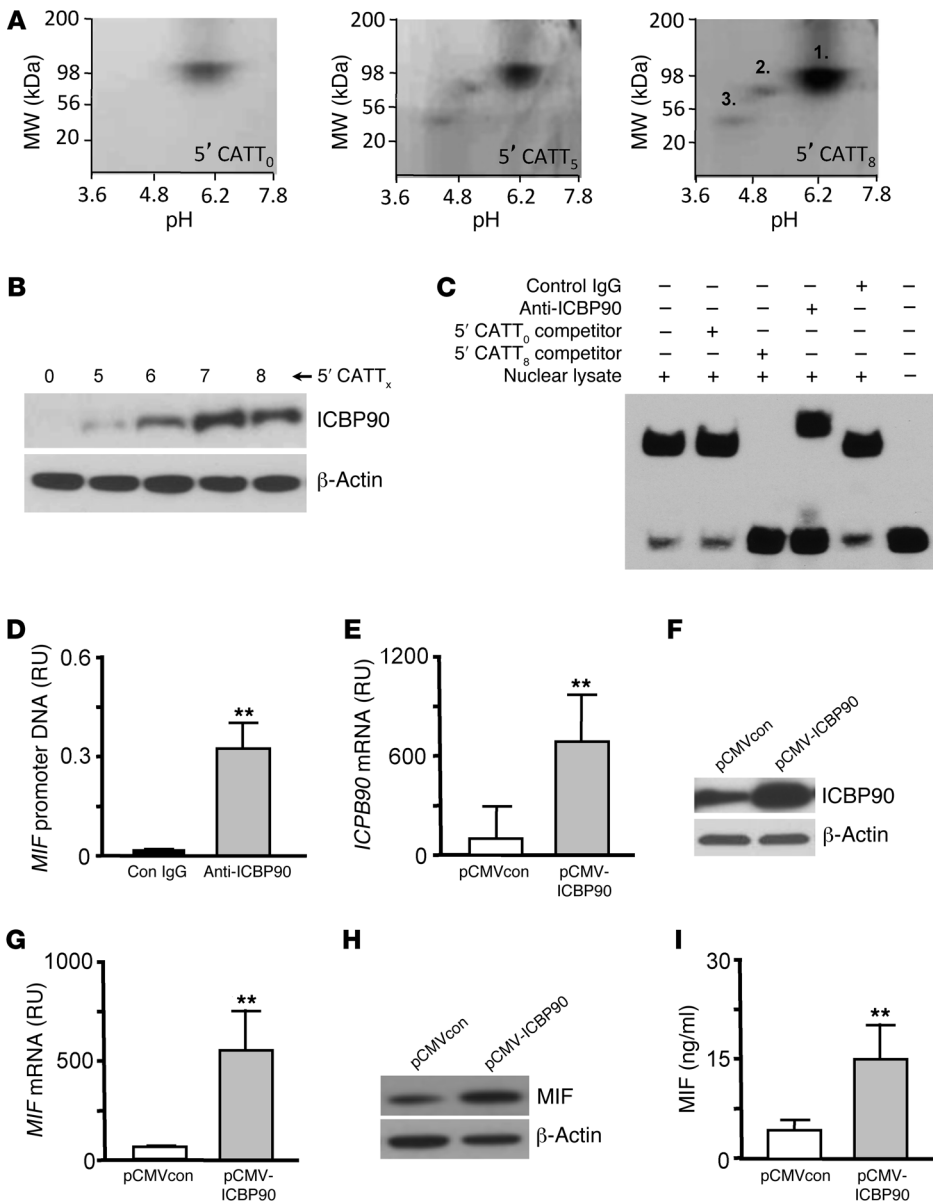 A
MW (kDa)
200
98
56
20
5′ CATT0
3.6 4.8 6.2 7.8
pH
MW (kDa)
200
98
56
20
5′ CATT5
3.6 4.8 6.2 7.8
pH
MW (kDa)
200
98
56
20
1.
2.
3.
5′ CATT8
3.6 4.8 6.2 7.8
pH
B
0 5 6 7 8 ← 5′ CATTx
ICBP90
β-Actin
C
Control IgG – – – – + –
Anti-ICBP90 – – – + – –
5′ CATT0 competitor – + – – – –
5′ CATT8 competitor – – + – – –
Nuclear lysate + + + + + –
D
MIF promoter DNA (RU)
0.6
0.3
0
**
Con IgG Anti-ICBP90
E
ICPB90 mRNA (RU)
1200
600
0
**
pCMVcon pCMV-
ICBP90
F
pCMVcon pCMV-ICBP90
ICBP90
β-Actin
G
MIF mRNA (RU)
1000
500
0
**
pCMVcon pCMV-
ICBP90
H
pCMVcon pCMV-ICBP90
MIF
β-Actin
I
MIF (ng/ml)
30
15
0
**
pCMVcon pCMV-
ICBP90